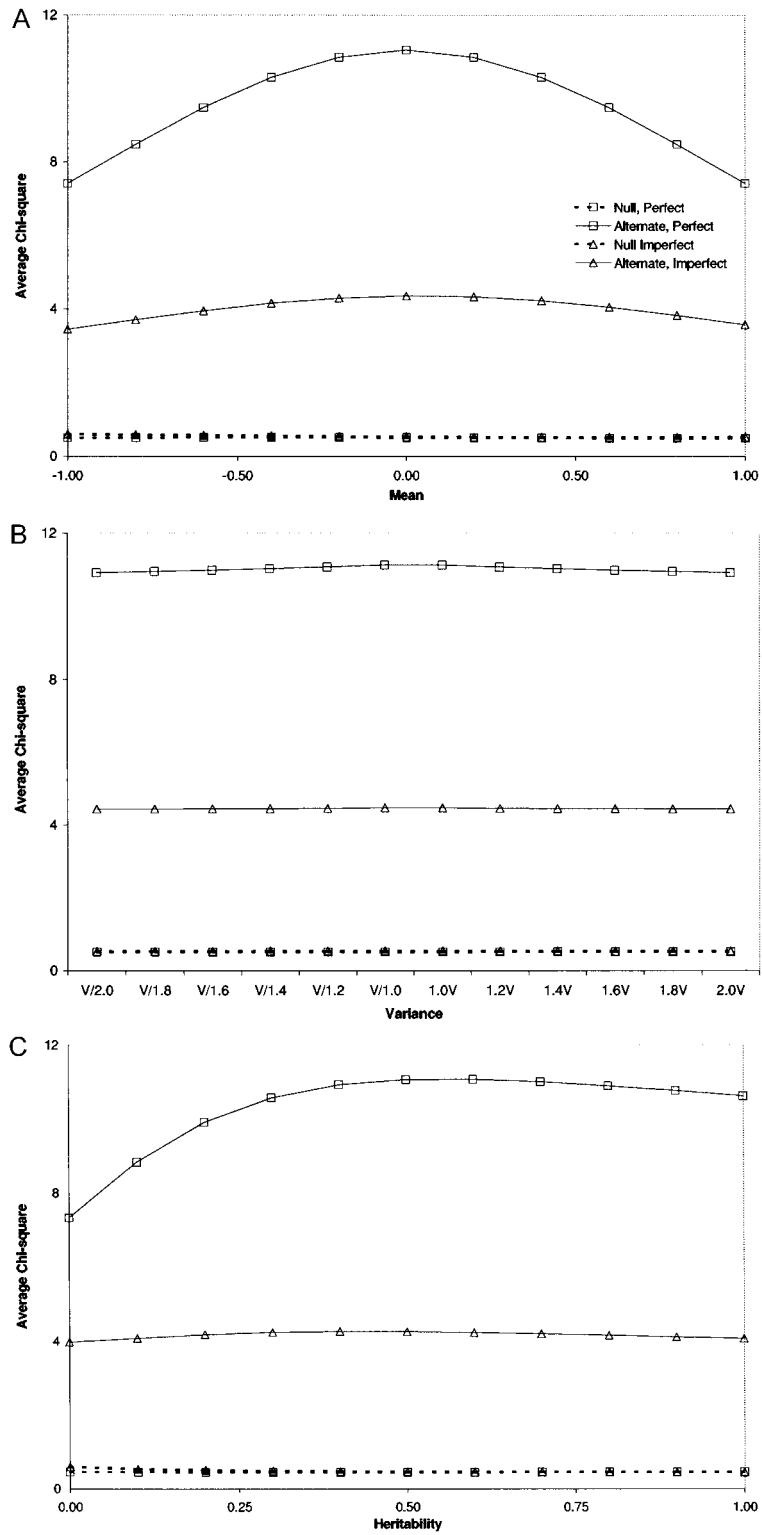 A
12
8
4
0
Average Chi-square
Null, Perfect
Alternate, Perfect
Null Imperfect
Alternate, Imperfect
-1.00 -0.50 0.00 0.50 1.00
Mean
B
12
8
4
0
Average Chi-square
V/2.0 V/1.8 V/1.6 V/1.4 V/1.2 V/1.0 1.0V 1.2V 1.4V 1.6V 1.8V 2.0V
Variance
C
12
8
4
0
Average Chi-square
0.00 0.25 0.50 0.75 1.00
Heritability